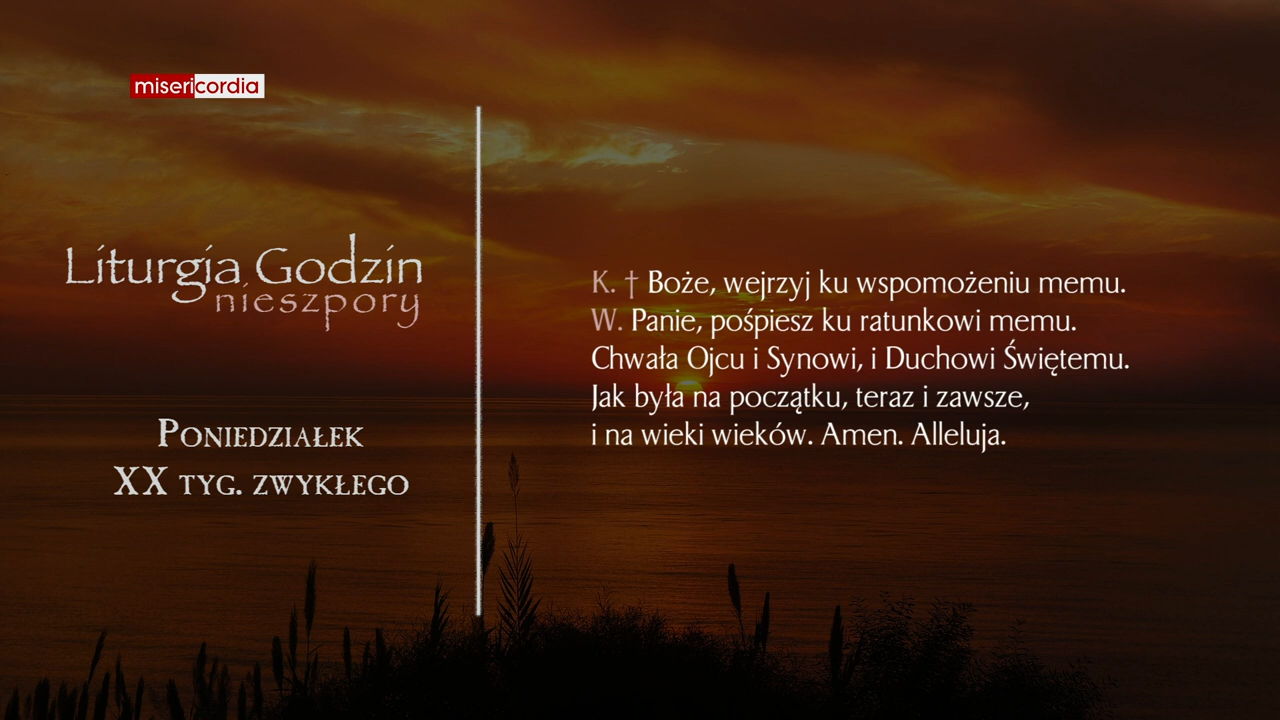 misericordia
Liturgia Godzin
nieszpory
Poniedziałek
XX tyg. zwykłego
K. † Boże, wejrzyj ku wspomożeniu memu.
W. Panie, pośpiesz ku ratunkowi memu.
Chwała Ojcu i Synowi, i Duchowi Świętemu.
Jak była na początku, teraz i zawsze,
i na wieki wieków. Amen. Alleluja.